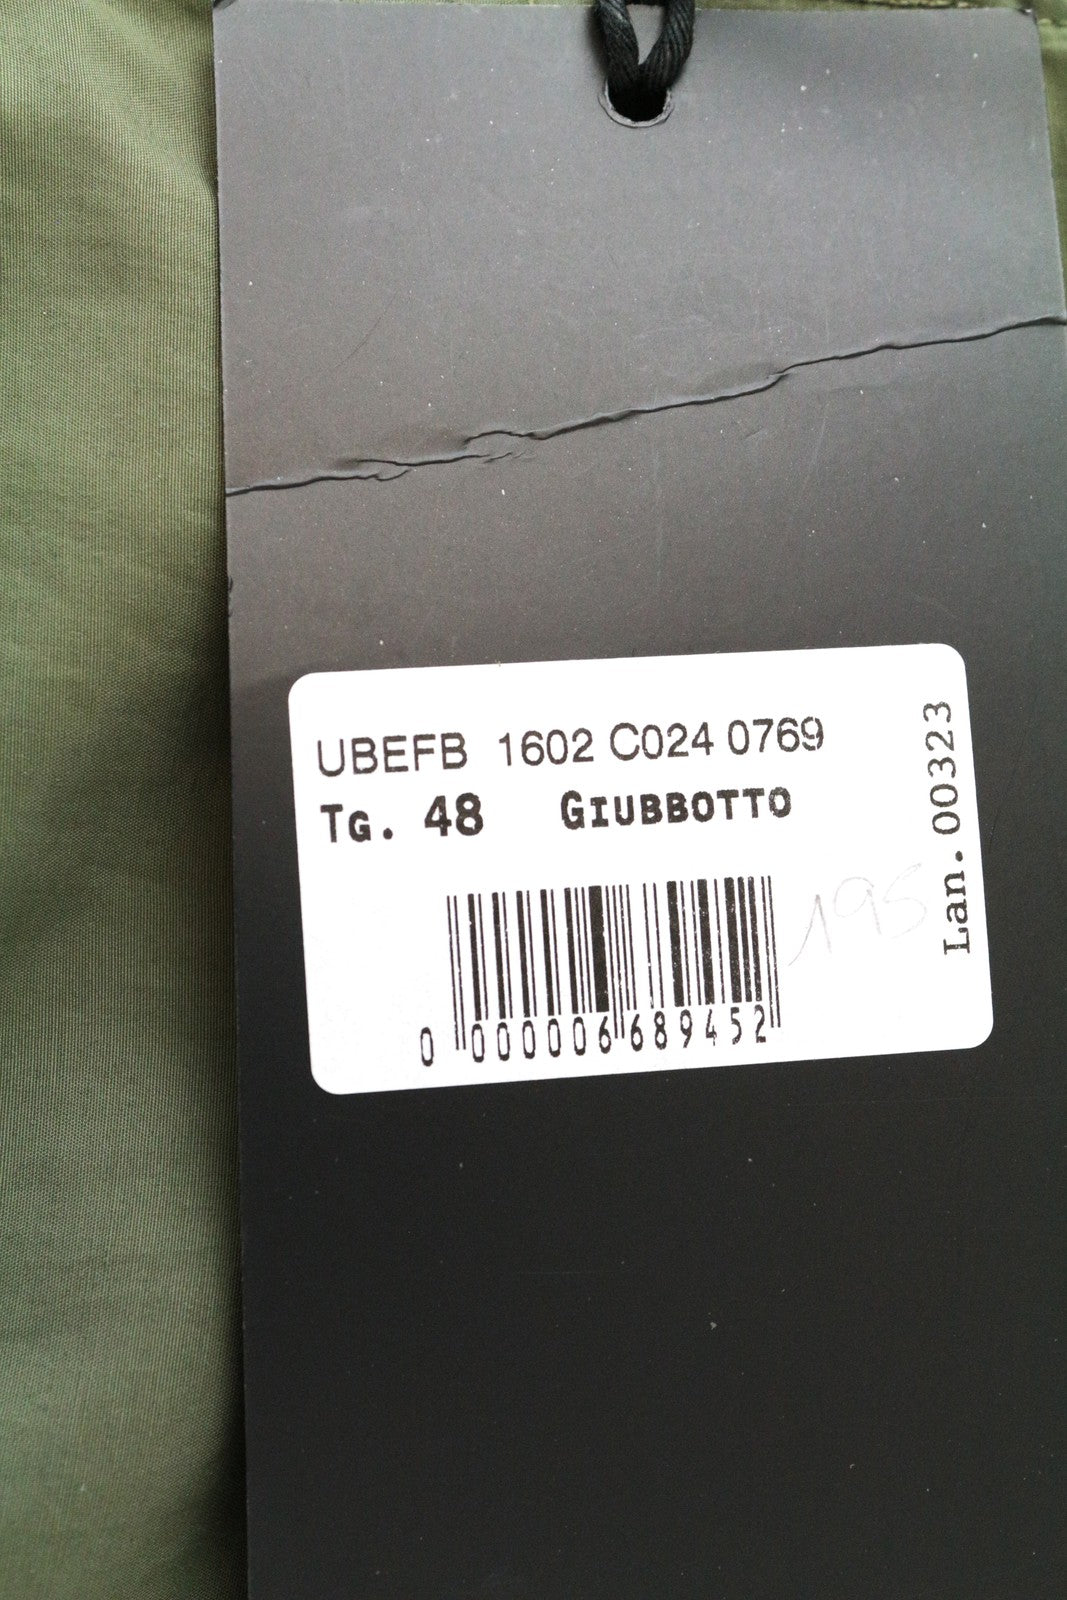 UBEFB 1602 C024 0769
TG. 48 GIUBBOTTO
Lan. 00323
195
0 000006 689452